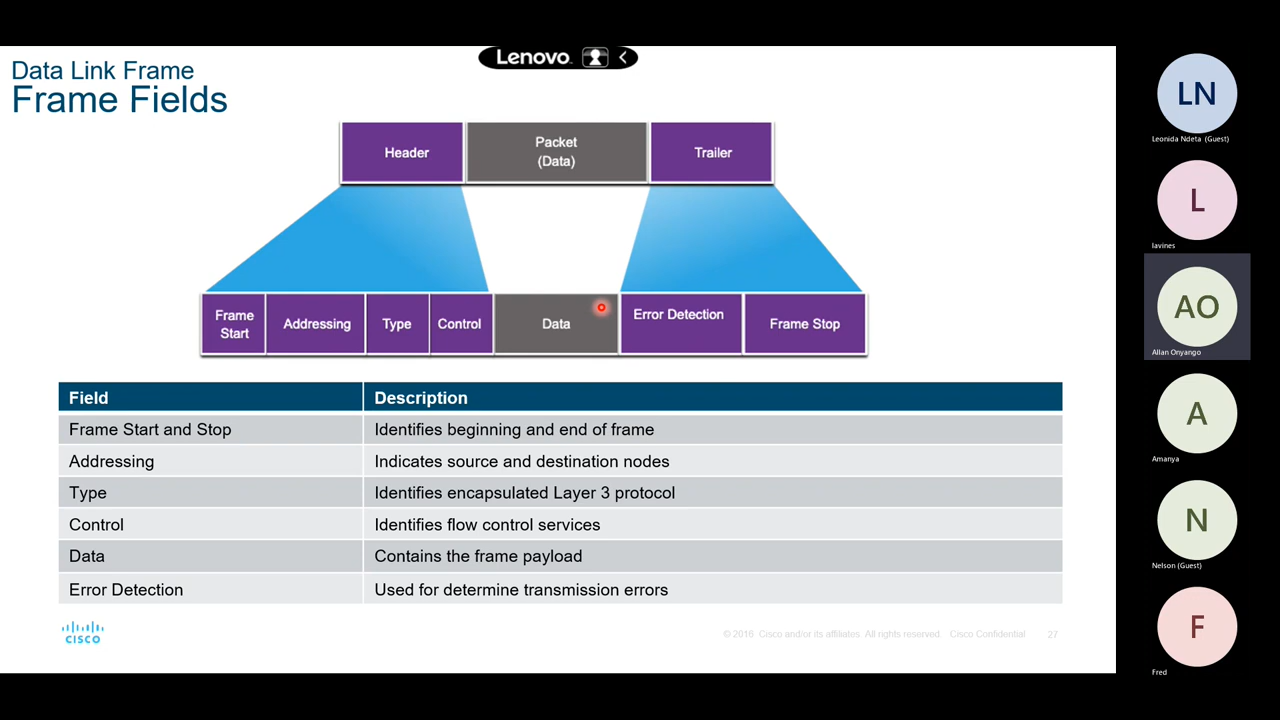 Lenovo
Data Link Frame
Frame Fields
Header
Packet
(Data)
Trailer
Frame
Start
Addressing
Type
Control
Data
Error Detection
Frame Stop
Field Description
Frame Start and Stop Identifies beginning and end of frame
Addressing Indicates source and destination nodes
Type Identifies encapsulated Layer 3 protocol
Control Identifies flow control services
Data Contains the frame payload
Error Detection Used for determine transmission errors
CISCO
© 2016 Cisco and/or its affiliates. All rights reserved. Cisco Confidential 27
LN
Leonida Ndeta (Guest)
L
lavines
AO
Allan Onyango
A
Amanya
N
Nelson (Guest)
F
Fred